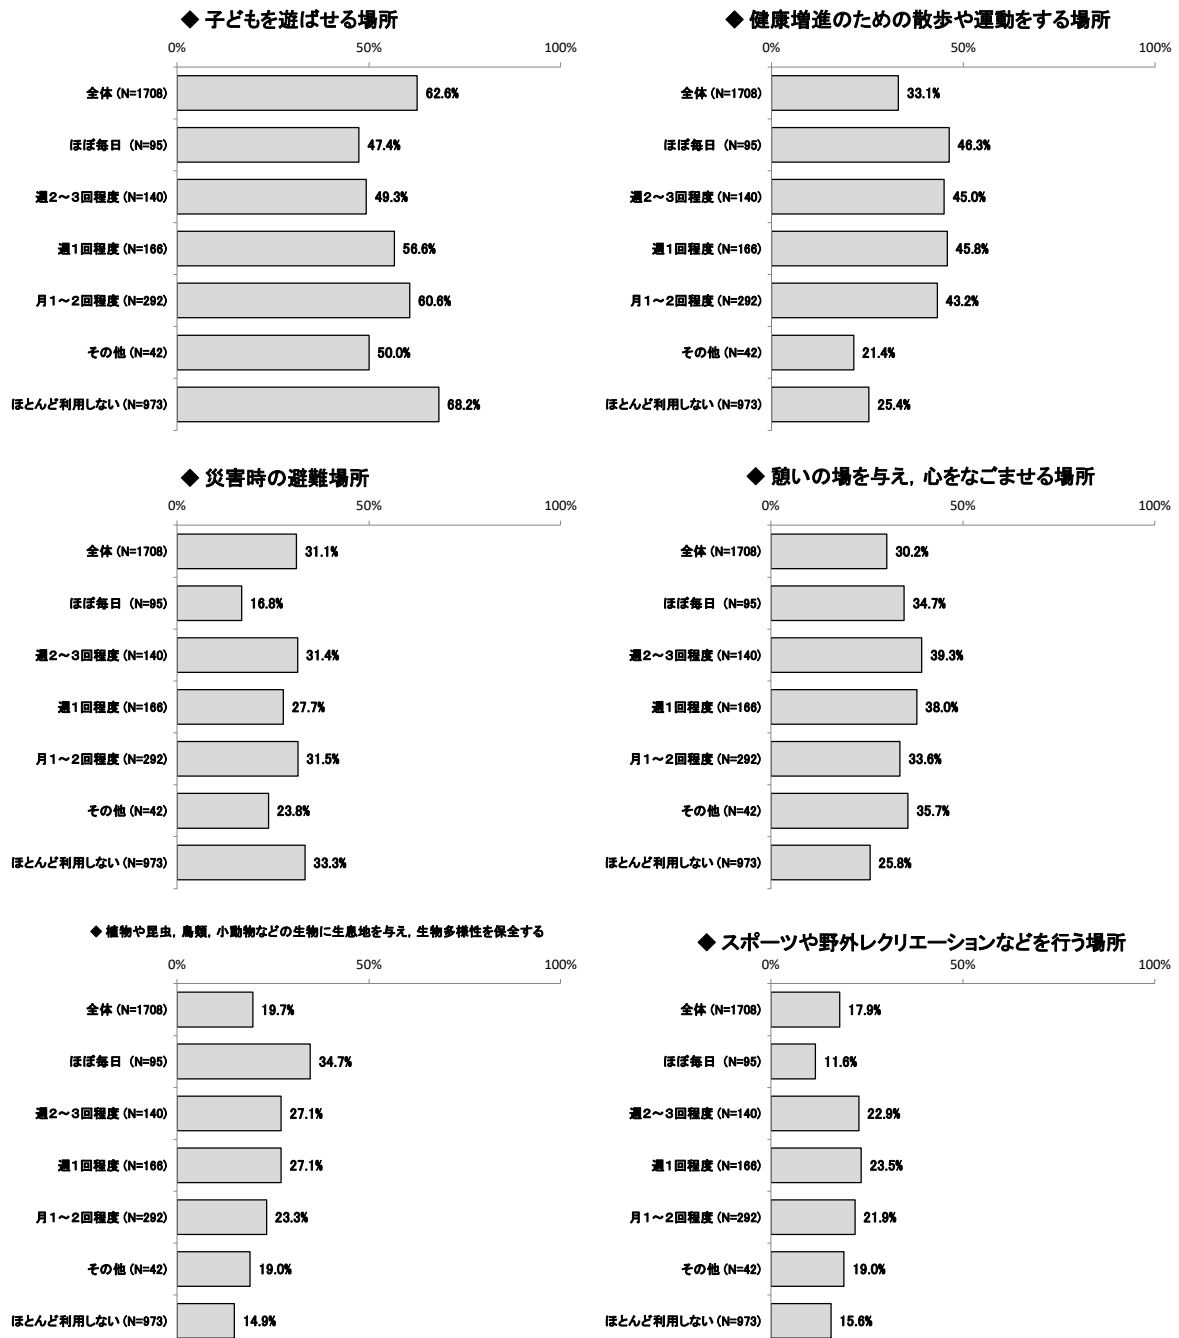 ◆ 子どもを遊ばせる場所
0% 50% 100%
全体 (N=1708) 62.6%
ほぼ毎日 (N=95) 47.4%
週2~3回程度 (N=140) 49.3%
週1回程度 (N=166) 56.6%
月1~2回程度 (N=292) 60.6%
その他 (N=42) 50.0%
ほとんど利用しない (N=973) 68.2%
◆ 健康増進のための散歩や運動をする場所
0% 50% 100%
全体 (N=1708) 33.1%
ほぼ毎日 (N=95) 46.3%
週2~3回程度 (N=140) 45.0%
週1回程度 (N=166) 45.8%
月1~2回程度 (N=292) 43.2%
その他 (N=42) 21.4%
ほとんど利用しない (N=973) 25.4%
◆ 災害時の避難場所
0% 50% 100%
全体 (N=1708) 31.1%
ほぼ毎日 (N=95) 16.8%
週2~3回程度 (N=140) 31.4%
週1回程度 (N=166) 27.7%
月1~2回程度 (N=292) 31.5%
その他 (N=42) 23.8%
ほとんど利用しない (N=973) 33.3%
◆ 憩いの場を与え,心をなごませる場所
0% 50% 100%
全体 (N=1708) 30.2%
ほぼ毎日 (N=95) 34.7%
週2~3回程度 (N=140) 39.3%
週1回程度 (N=166) 38.0%
月1~2回程度 (N=292) 33.6%
その他 (N=42) 35.7%
ほとんど利用しない (N=973) 25.8%
◆ 植物や昆虫,鳥類,小動物などの生物に生息地を与え,生物多様性を保全する
0% 50% 100%
全体 (N=1708) 19.7%
ほぼ毎日 (N=95) 34.7%
週2~3回程度 (N=140) 27.1%
週1回程度 (N=166) 27.1%
月1~2回程度 (N=292) 23.3%
その他 (N=42) 19.0%
ほとんど利用しない (N=973) 14.9%
◆ スポーツや野外レクリエーションなどを行う場所
0% 50% 100%
全体 (N=1708) 17.9%
ほぼ毎日 (N=95) 11.6%
週2~3回程度 (N=140) 22.9%
週1回程度 (N=166) 23.5%
月1~2回程度 (N=292) 21.9%
その他 (N=42) 19.0%
ほとんど利用しない (N=973) 15.6%